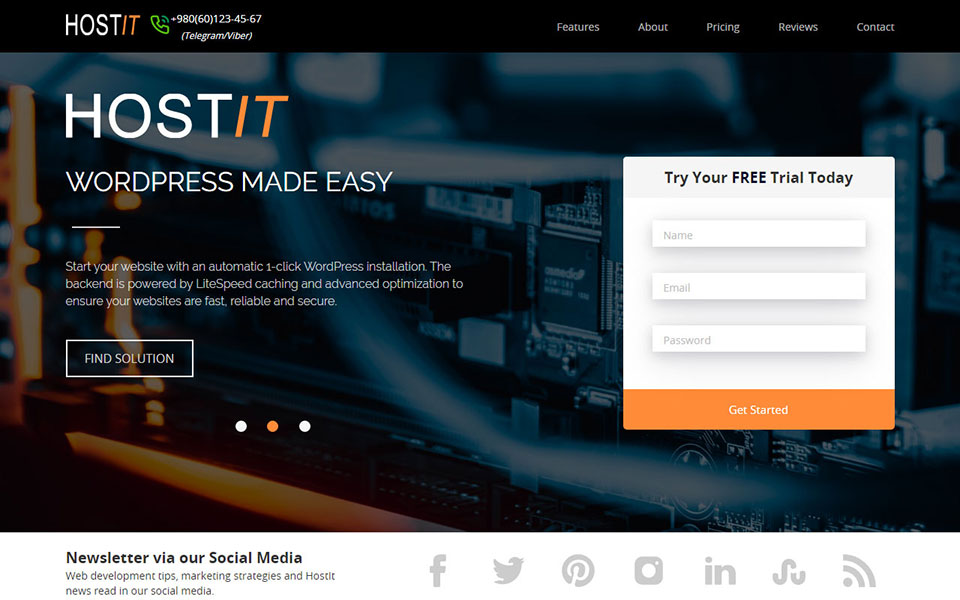 HOSTIT
+980(60)123-45-67
(Telegram/Viber)
Features
About
Pricing
Reviews
Contact
HOSTIT
WORDPRESS MADE EASY
Start your website with an automatic 1-click WordPress installation. The
backend is powered by LiteSpeed caching and advanced optimization to
ensure your websites are fast, reliable and secure.
FIND SOLUTION
Try Your FREE Trial Today
Name
Email
Password
Get Started
Newsletter via our Social Media
Web development tips, marketing strategies and HostIt
news read in our social media.